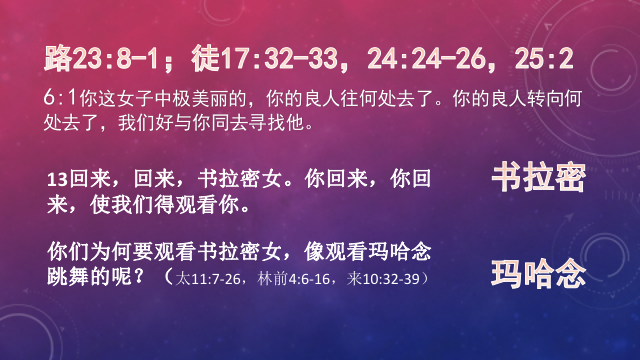 路23:8-1；徒17:32-33，24:24-26，25:2
6:1你这女子中极美丽的，你的良人往何处去了。你的良人转向何
处去了，我们好与你同去寻找他。
13回来，回来，书拉密女。你回来，你回
来，使我们得观看你。
书拉密
你们为何要观看书拉密女，像观看玛哈念
跳舞的呢？（太11:7-26，林前4:6-16，来10:32-39）
玛哈念